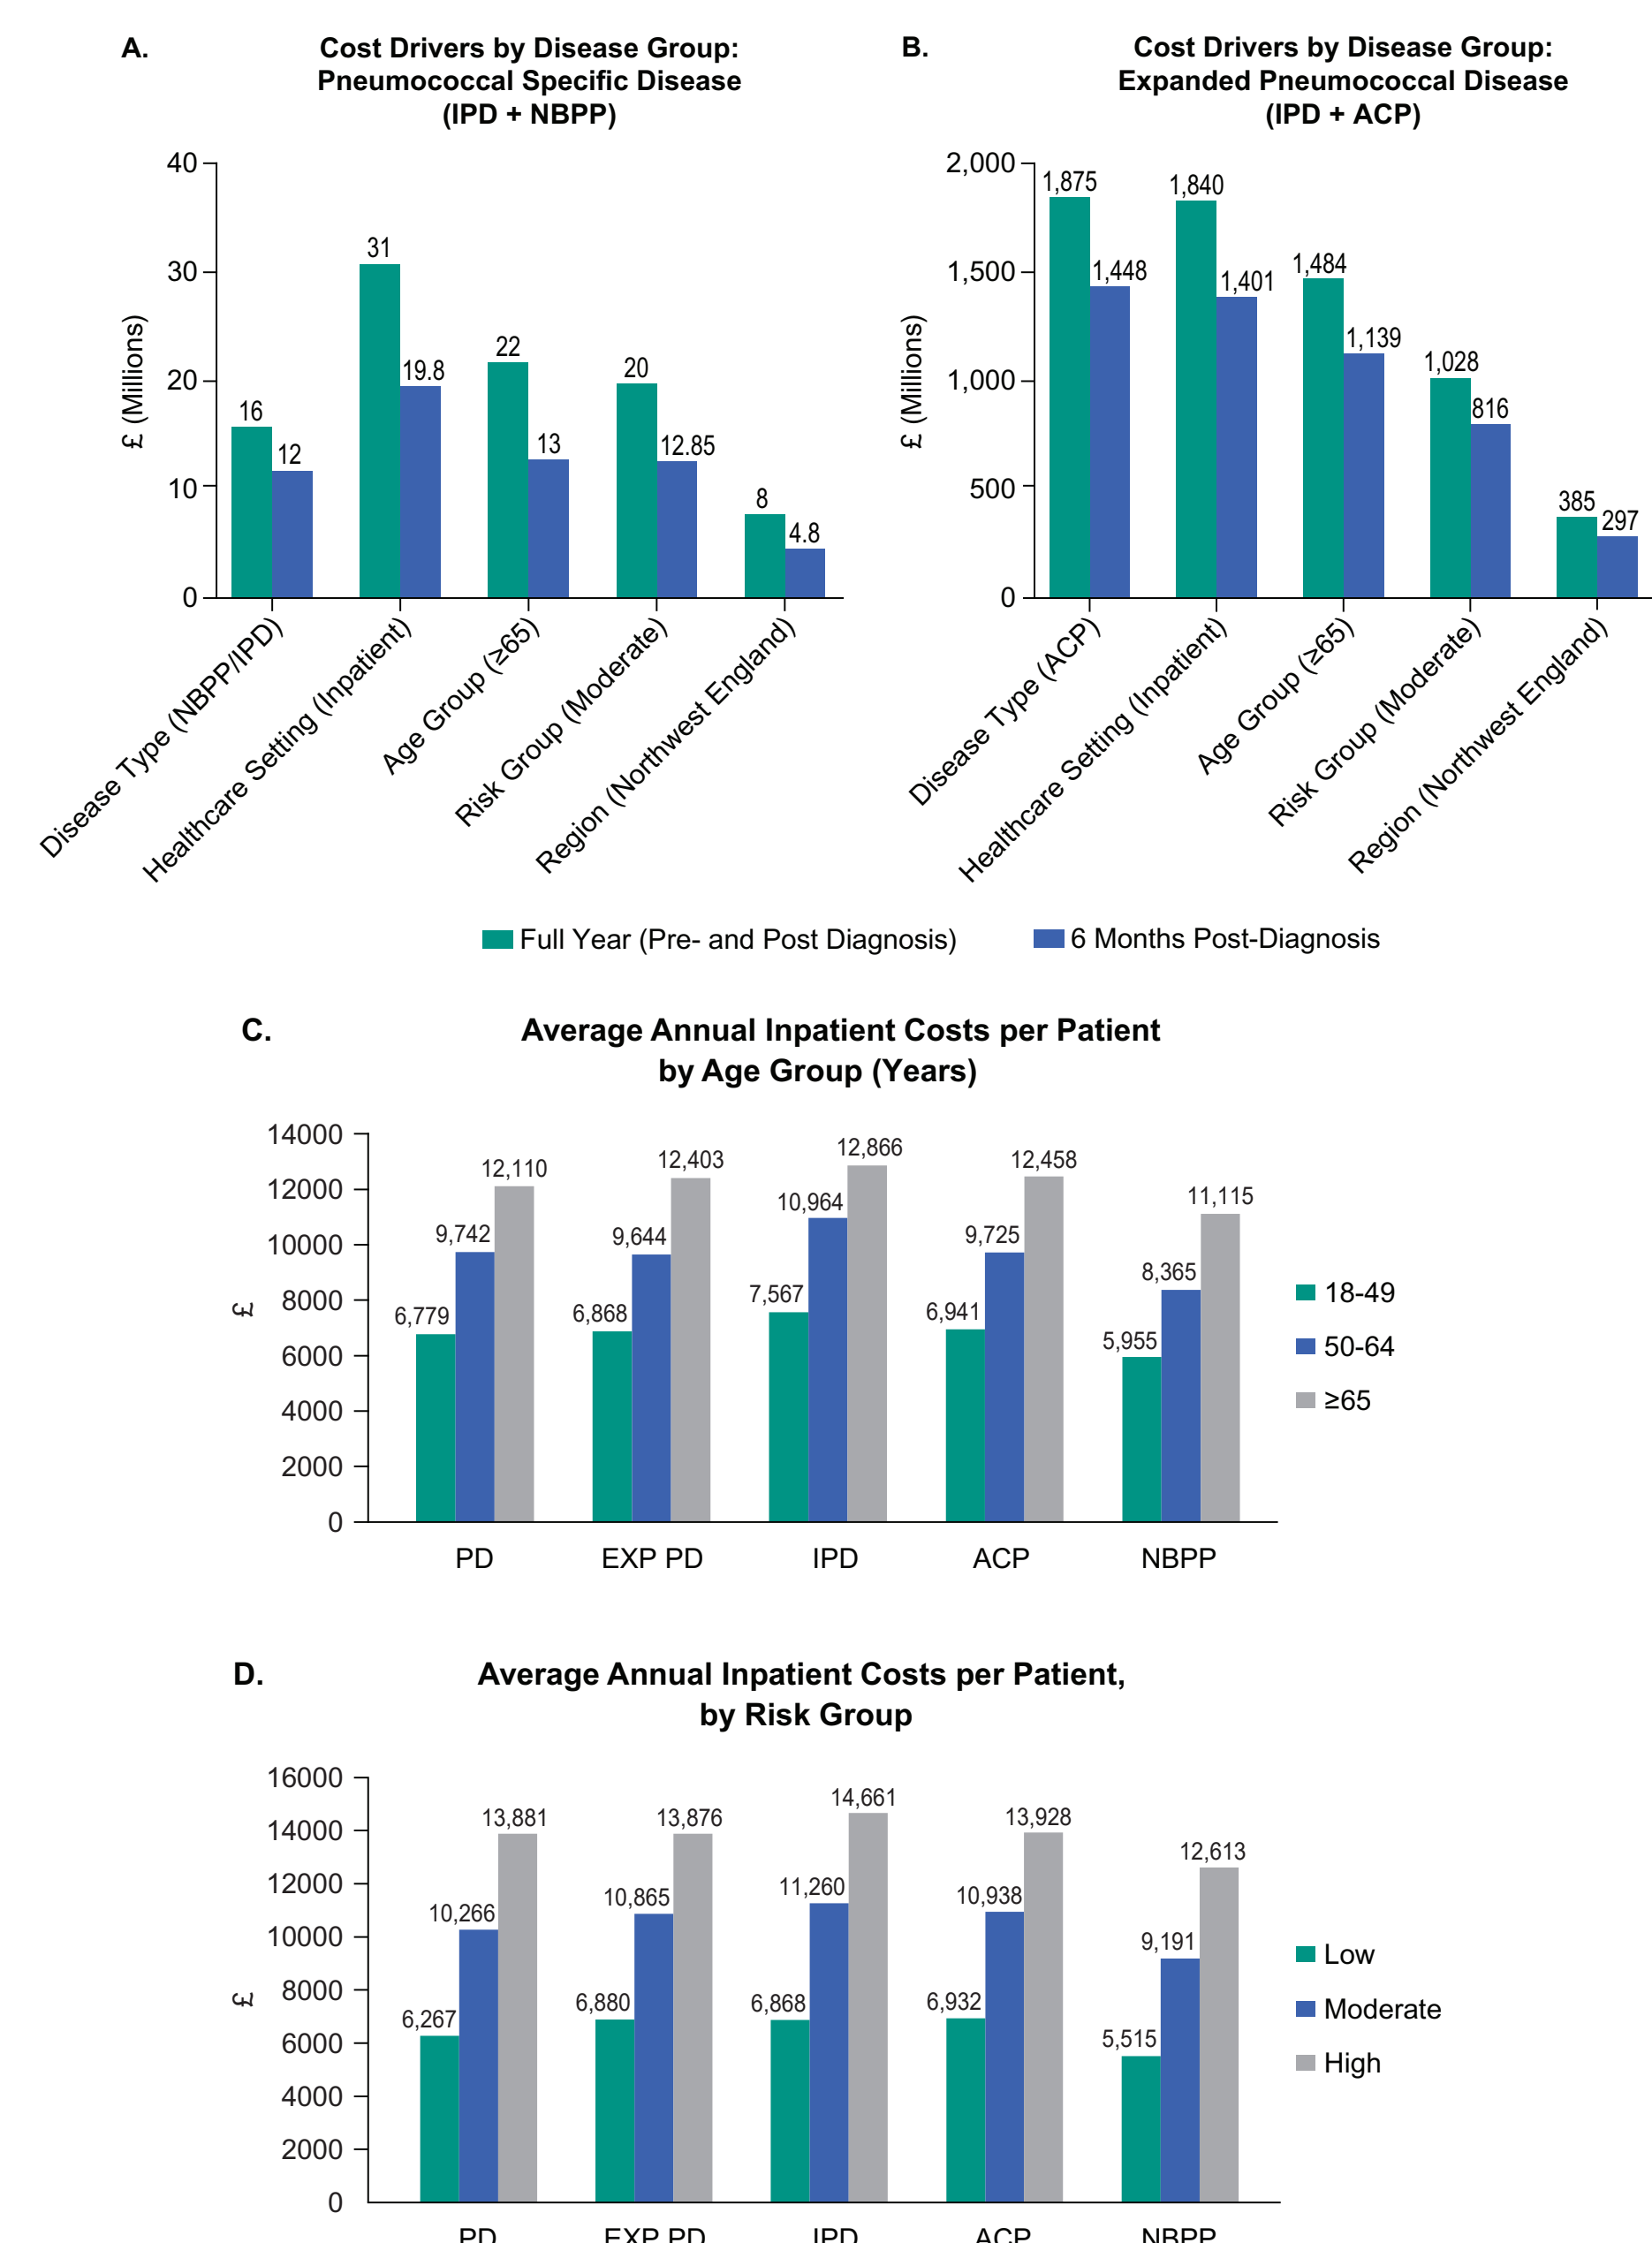 A.
Cost Drivers by Disease Group:
Pneumococcal Specific Disease
(IPD + NBPP)
40
30
20
10
0
£ (Millions)
16
12
31
19.8
22
13
20
12.85
8
4.8
Disease Type (NBPP/IPD)
Healthcare Setting (Inpatient)
Age Group (≥65)
Risk Group (Moderate)
Region (Northwest England)
B.
Cost Drivers by Disease Group:
Expanded Pneumococcal Disease
(IPD + ACP)
2,000
1,500
1,000
500
0
£ (Millions)
1,875
1,448
1,840
1,401
1,484
1,139
1,028
816
385
297
Disease Type (ACP)
Healthcare Setting (Inpatient)
Age Group (≥65)
Risk Group (Moderate)
Region (Northwest England)
Full Year (Pre- and Post Diagnosis)
6 Months Post-Diagnosis
C.
Average Annual Inpatient Costs per Patient
by Age Group (Years)
14000
12000
10000
8000
6000
4000
2000
0
£
6,779
9,742
12,110
6,868
9,644
12,403
7,567
10,964
12,866
6,941
9,725
12,458
5,955
8,365
11,115
PD
EXP PD
IPD
ACP
NBPP
18-49
50-64
≥65
D.
Average Annual Inpatient Costs per Patient,
by Risk Group
16000
14000
12000
10000
8000
6000
4000
2000
0
£
6,267
10,266
13,881
6,880
10,865
13,876
6,868
11,260
14,661
6,932
10,938
13,928
5,515
9,191
12,613
PD
EXP PD
IPD
ACP
NBPP
Low
Moderate
High